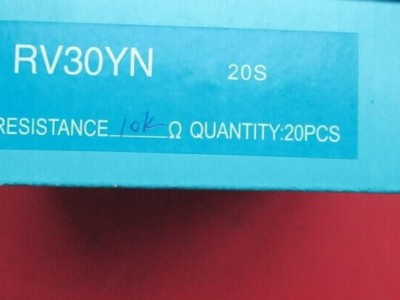 RV30YN 20S
RESISTANCE 10K Ω QUANTITY:20PCS